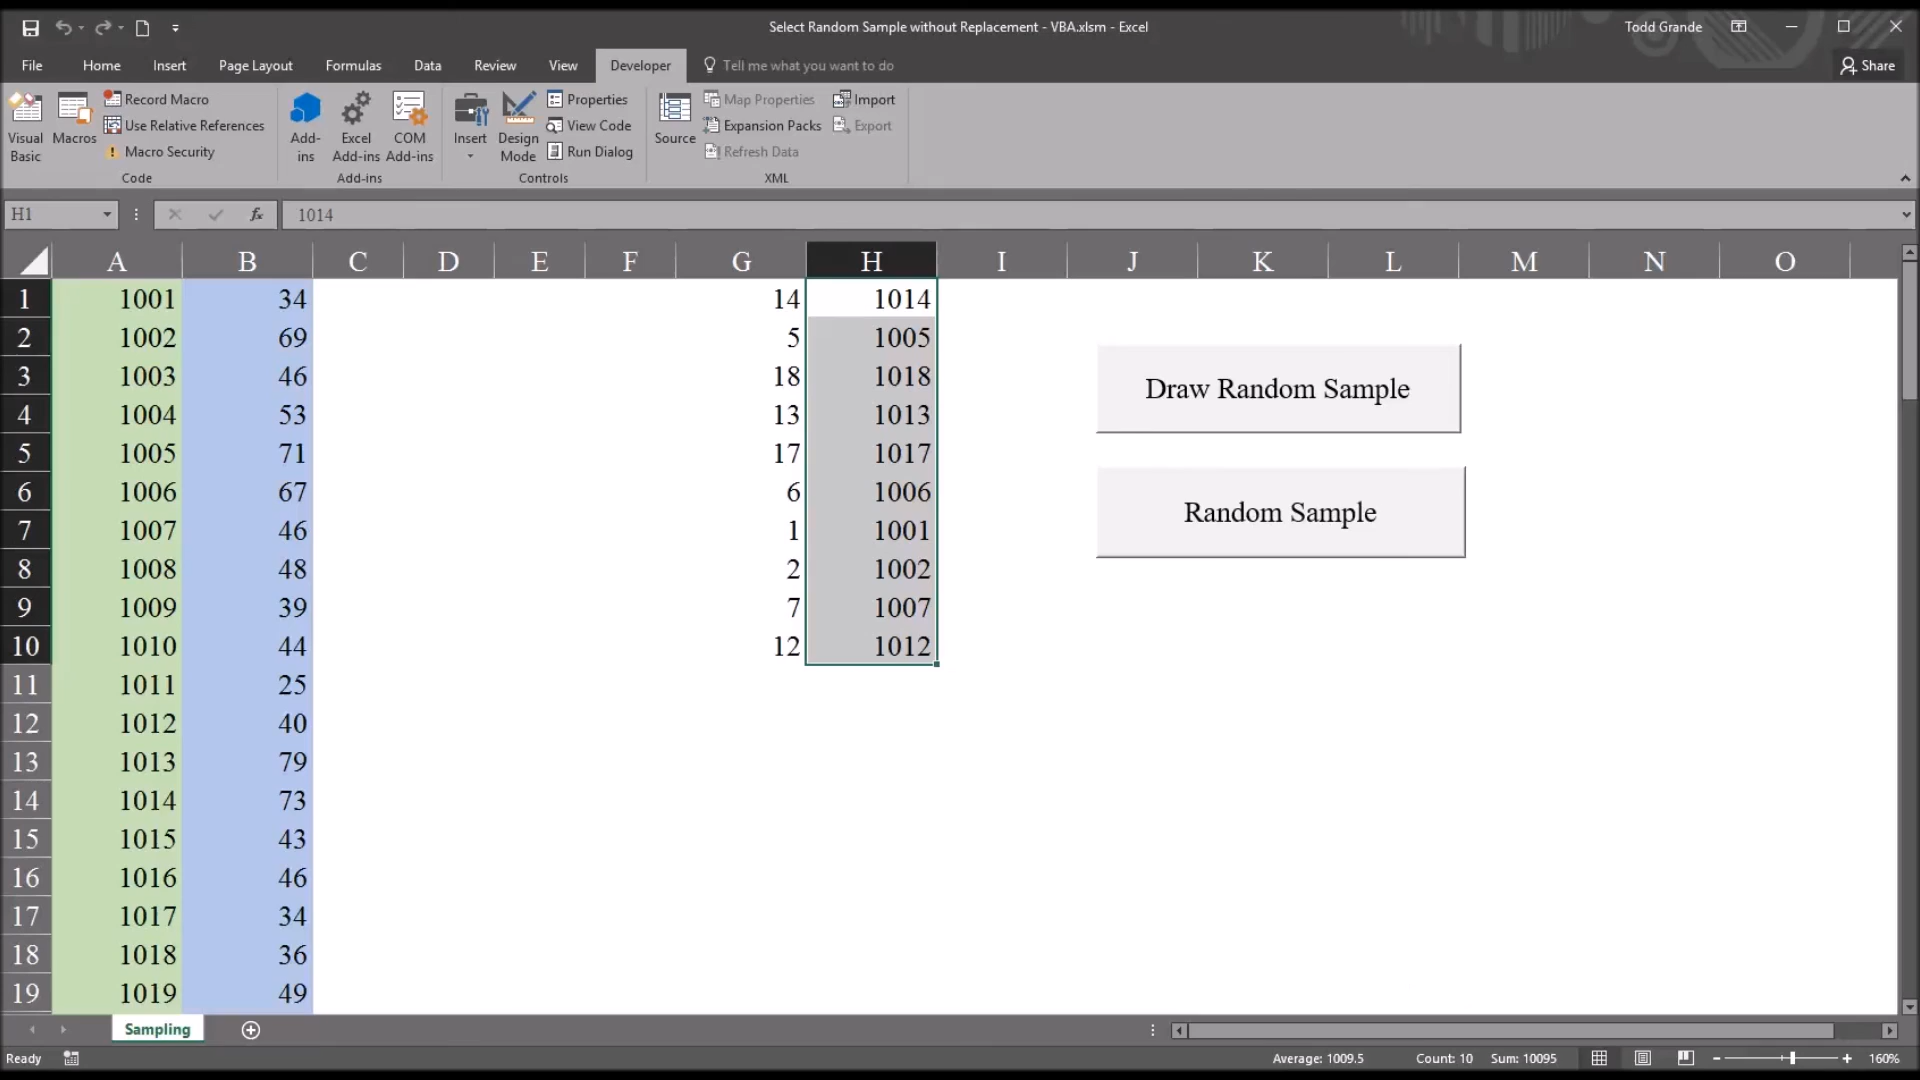 Select Random Sample without Replacement - VBA.xlsm - Excel
Todd Grande
File Home Insert Page Layout Formulas Data Review View Developer Tell me what you want to do Share
Visual Basic
Macros
Record Macro
Use Relative References
Macro Security
Code
Add-ins
Excel Add-ins
COM Add-ins
Add-ins
Insert
Design Mode
Properties
View Code
Run Dialog
Controls
Source
Map Properties
Expansion Packs
Refresh Data
Import
Export
XML
H1 fx 1014
A B C D E F G H I J K L M N O
1 1001 34 14 1014
2 1002 69 5 1005
3 1003 46 18 1018
4 1004 53 13 1013
5 1005 71 17 1017
6 1006 67 6 1006
7 1007 46 1 1001
8 1008 48 2 1002
9 1009 39 7 1007
10 1010 44 12 1012
11 1011 25
12 1012 40
13 1013 79
14 1014 73
15 1015 43
16 1016 46
17 1017 34
18 1018 36
19 1019 49
Draw Random Sample
Random Sample
Sampling
Ready Average: 1009.5 Count: 10 Sum: 10095 160%